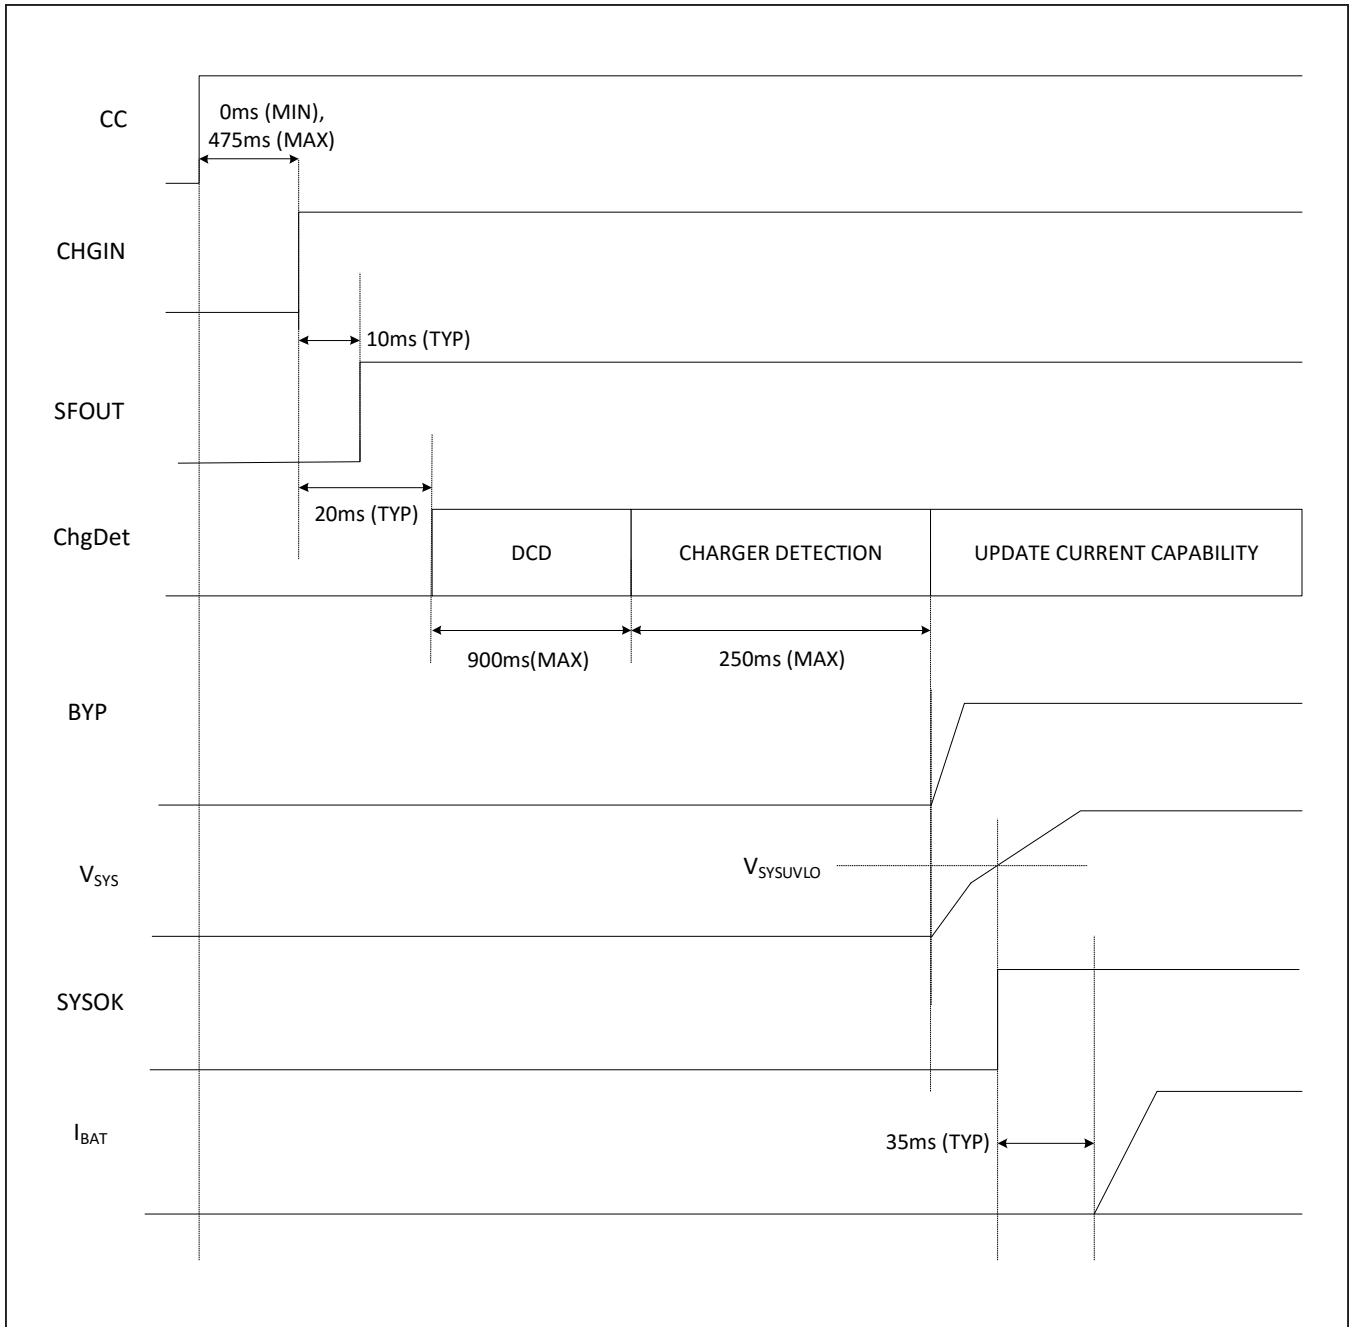 CC
0ms (MIN),
475ms (MAX)
CHGIN
10ms (TYP)
SFOUT
20ms (TYP)
ChgDet
DCD
CHARGER DETECTION
UPDATE CURRENT CAPABILITY
900ms(MAX)
250ms (MAX)
BYP
VSYS
VSYSUVLO
SYSOK
IBAT
35ms (TYP)